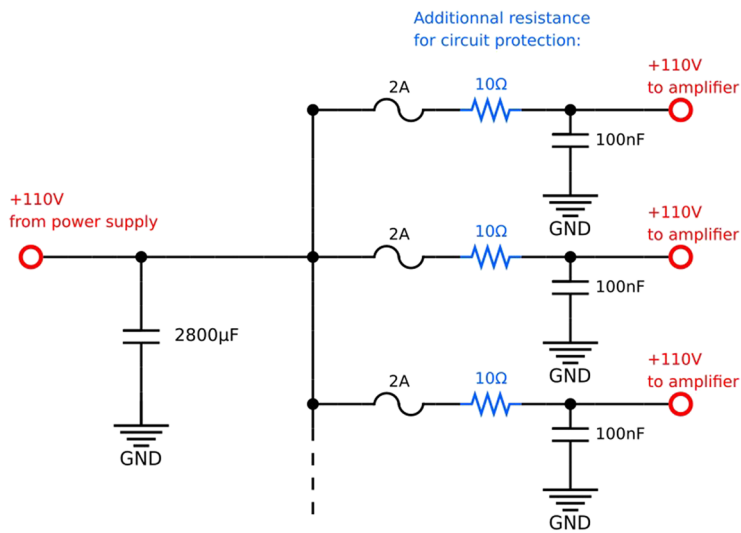 Additionnal resistance
for circuit protection:
2A
10Ω
+110V
to amplifier
100nF
GND
+110V
from power supply
2A
10Ω
+110V
to amplifier
100nF
GND
2800µF
GND
2A
10Ω
+110V
to amplifier
100nF
GND